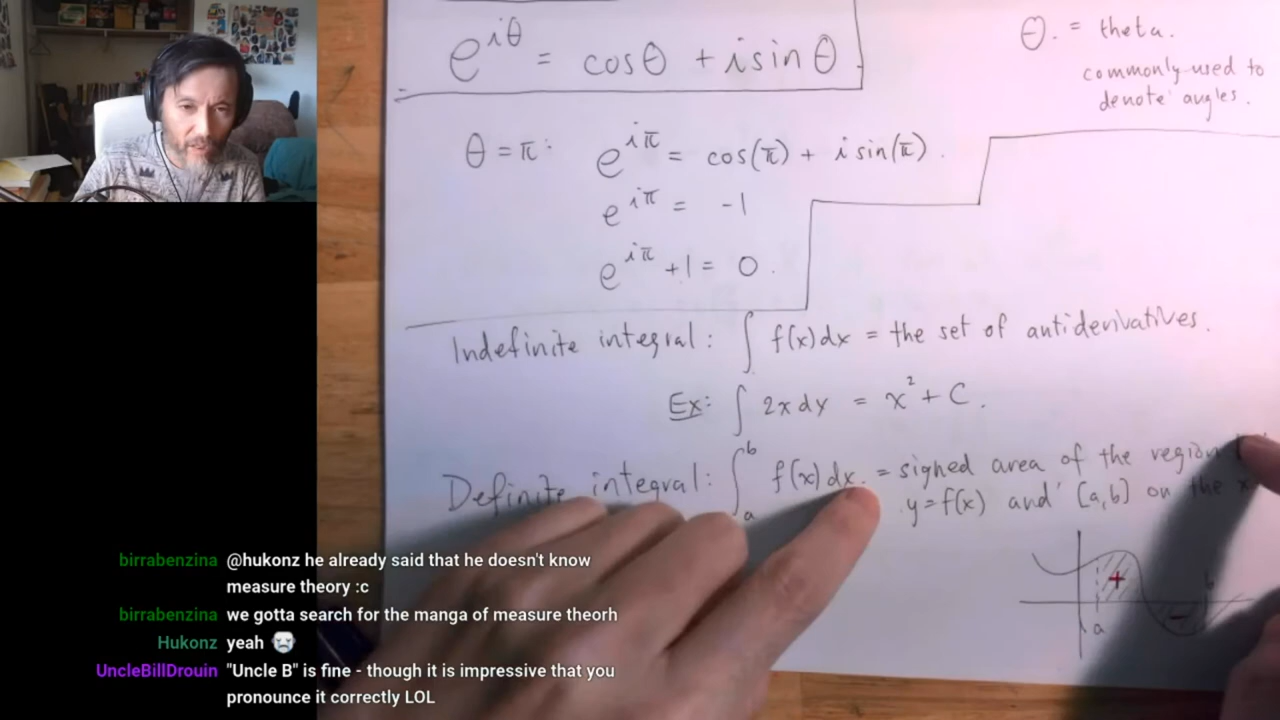 e^{iθ} = cosθ + i sin θ
θ. = theta.
commonly used to
denote angles.
θ = π: e^{iπ} = cos(π) + i sin(π).
e^{iπ} = -1
e^{iπ} + 1 = 0.
Indefinite integral: ∫ f(x)dx = the set of antiderivatives.
Ex: ∫ 2x dx = x² + C.
Definite integral: ∫_a^b f(x)dx. = signed area of the region
y=f(x) and [a,b] on the x
+
-
a
b
birrabenzina @hukonz he already said that he doesn't know
measure theory :c
birrabenzina we gotta search for the manga of measure theorh
Hukonz yeah
UncleBillDrouin "Uncle B" is fine - though it is impressive that you
pronounce it correctly LOL